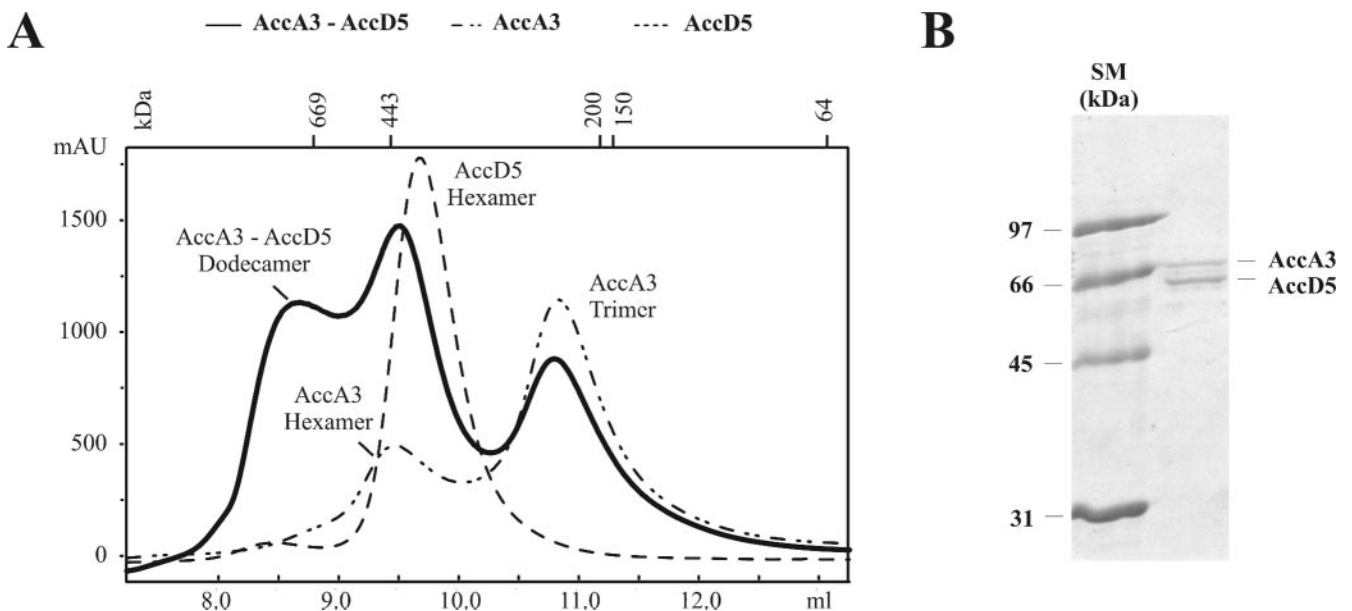 A
AccA3 - AccD5
AccA3
AccD5
kDa
669
443
200
150
64
mAU
1500
1000
500
0
AccA3 - AccD5
Dodecamer
AccD5
Hexamer
AccA3
Hexamer
AccA3
Trimer
8,0
9,0
10,0
11,0
12,0
ml
B
SM
(kDa)
97
66
45
31
AccA3
AccD5